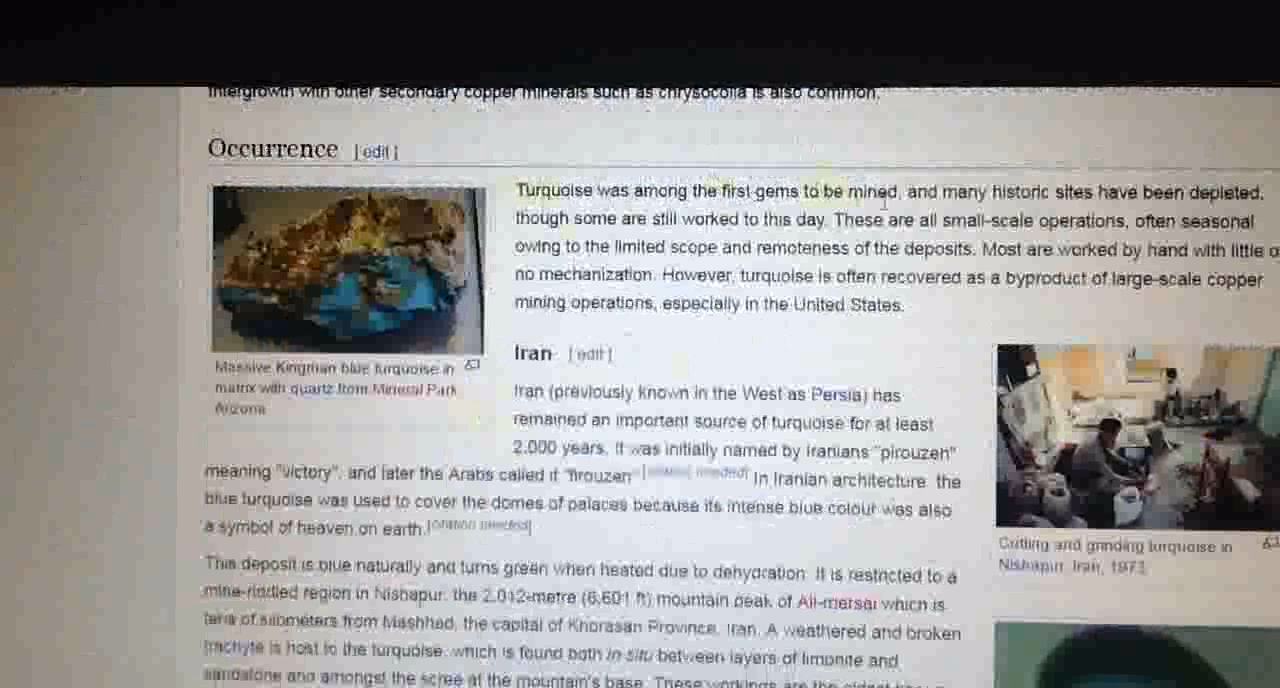 intergrowth with other secondary copper minerals such as chrysocolla is also common."
Occurrence [edit]
Turquoise was among the first gems to be mined, and many historic sites have been depleted,
though some are still worked to this day. These are all small-scale operations, often seasonal
owing to the limited scope and remoteness of the deposits. Most are worked by hand with little o
no mechanization. However, turquoise is often recovered as a byproduct of large-scale copper
mining operations, especially in the United States.
Massive Kingman blue turquoise in
matrix with quartz from Mineral Park
Arizona
Iran [edit]
Iran (previously known in the West as Persia) has
remained an important source of turquoise for at least
2,000 years. It was initially named by Iranians "pirouzeh"
meaning "victory", and later the Arabs called it "firouzeh" [citation needed] In Iranian architecture, the
blue turquoise was used to cover the domes of palaces because its intense blue colour was also
a symbol of heaven on earth.[citation needed]
This deposit is blue naturally and turns green when heated due to dehydration. It is restricted to a
mine-riddled region in Nishapur, the 2,012-metre (6,601 ft) mountain peak of Ali-mersai which is
tens of kilometers from Mashhad, the capital of Khorasan Province, Iran. A weathered and broken
trachyte is host to the turquoise, which is found both in situ between layers of limonite and
sandstone and amongst the scree at the mountain's base. These workings are the oldest
Cutting and grinding turquoise in
Nishapur, Iran, 1973